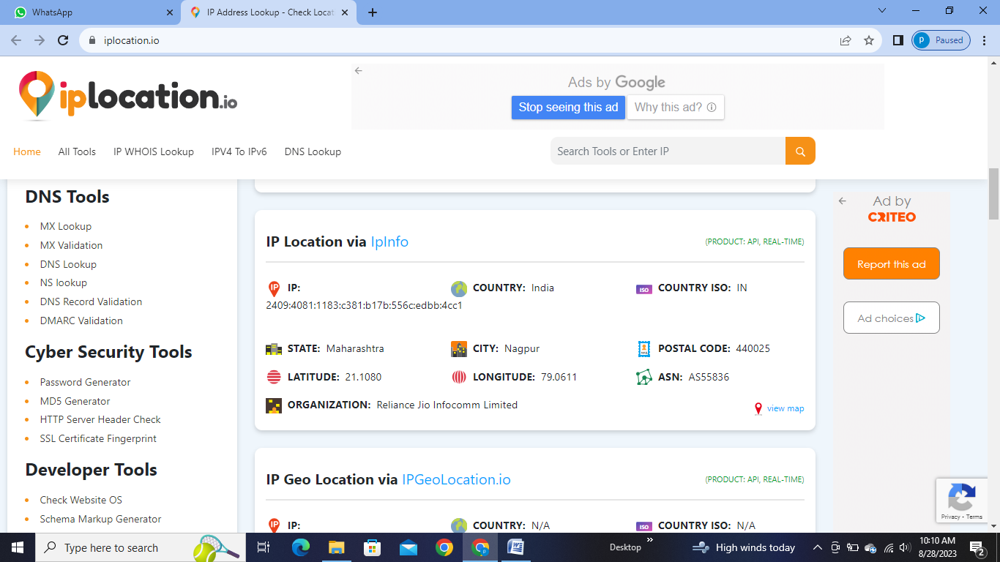 WhatsApp
IP Address Lookup - Check Locat
iplocation.io
P Paused
iplocation.io
Ads by Google
Stop seeing this ad
Why this ad?
Home All Tools IP WHOIS Lookup IPV4 To IPv6 DNS Lookup
Search Tools or Enter IP
DNS Tools
MX Lookup
MX Validation
DNS Lookup
NS lookup
DNS Record Validation
DMARC Validation
Cyber Security Tools
Password Generator
MD5 Generator
HTTP Server Header Check
SSL Certificate Fingerprint
Developer Tools
Check Website OS
Schema Markup Generator
IP Location via IpInfo
(PRODUCT: API, REAL-TIME)
IP IP:
2409:4081:1183:c381:b17b:556c:edbb:4cc1
COUNTRY: India
ISO COUNTRY ISO: IN
STATE: Maharashtra
CITY: Nagpur
POSTAL CODE: 440025
LATITUDE: 21.1080
LONGITUDE: 79.0611
ASN: AS55836
ORGANIZATION: Reliance Jio Infocomm Limited
view map
IP Geo Location via IPGeoLocation.io
(PRODUCT: API, REAL-TIME)
IP IP:
COUNTRY: N/A
ISO COUNTRY ISO: N/A
Ad by
CRITEO
Report this ad
Ad choices
Privacy - Terms
Type here to search
Desktop
High winds today
10:10 AM
8/28/2023
2